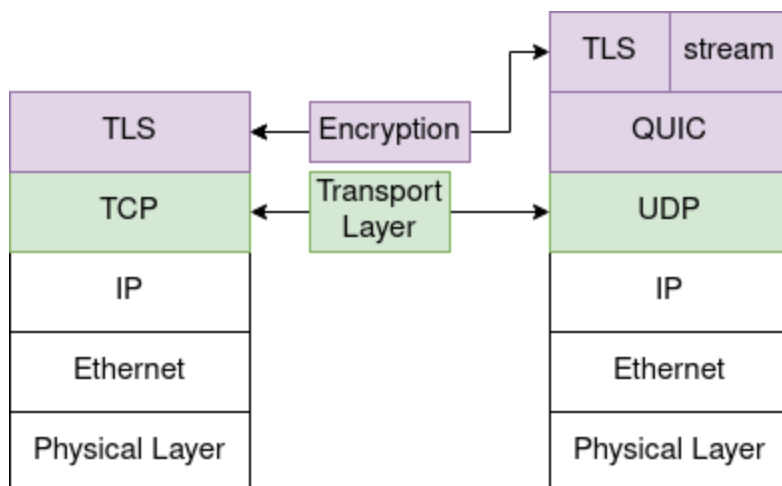 TLS stream
TLS Encryption QUIC
TCP Transport UDP
Layer
IP IP
Ethernet Ethernet
Physical Layer Physical Layer